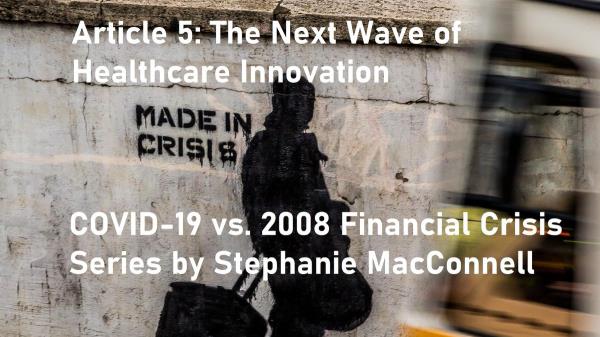 Article 5: The Next Wave of
Healthcare Innovation
MADE IN
CRISIS
COVID-19 vs. 2008 Financial Crisis
Series by Stephanie MacConnell